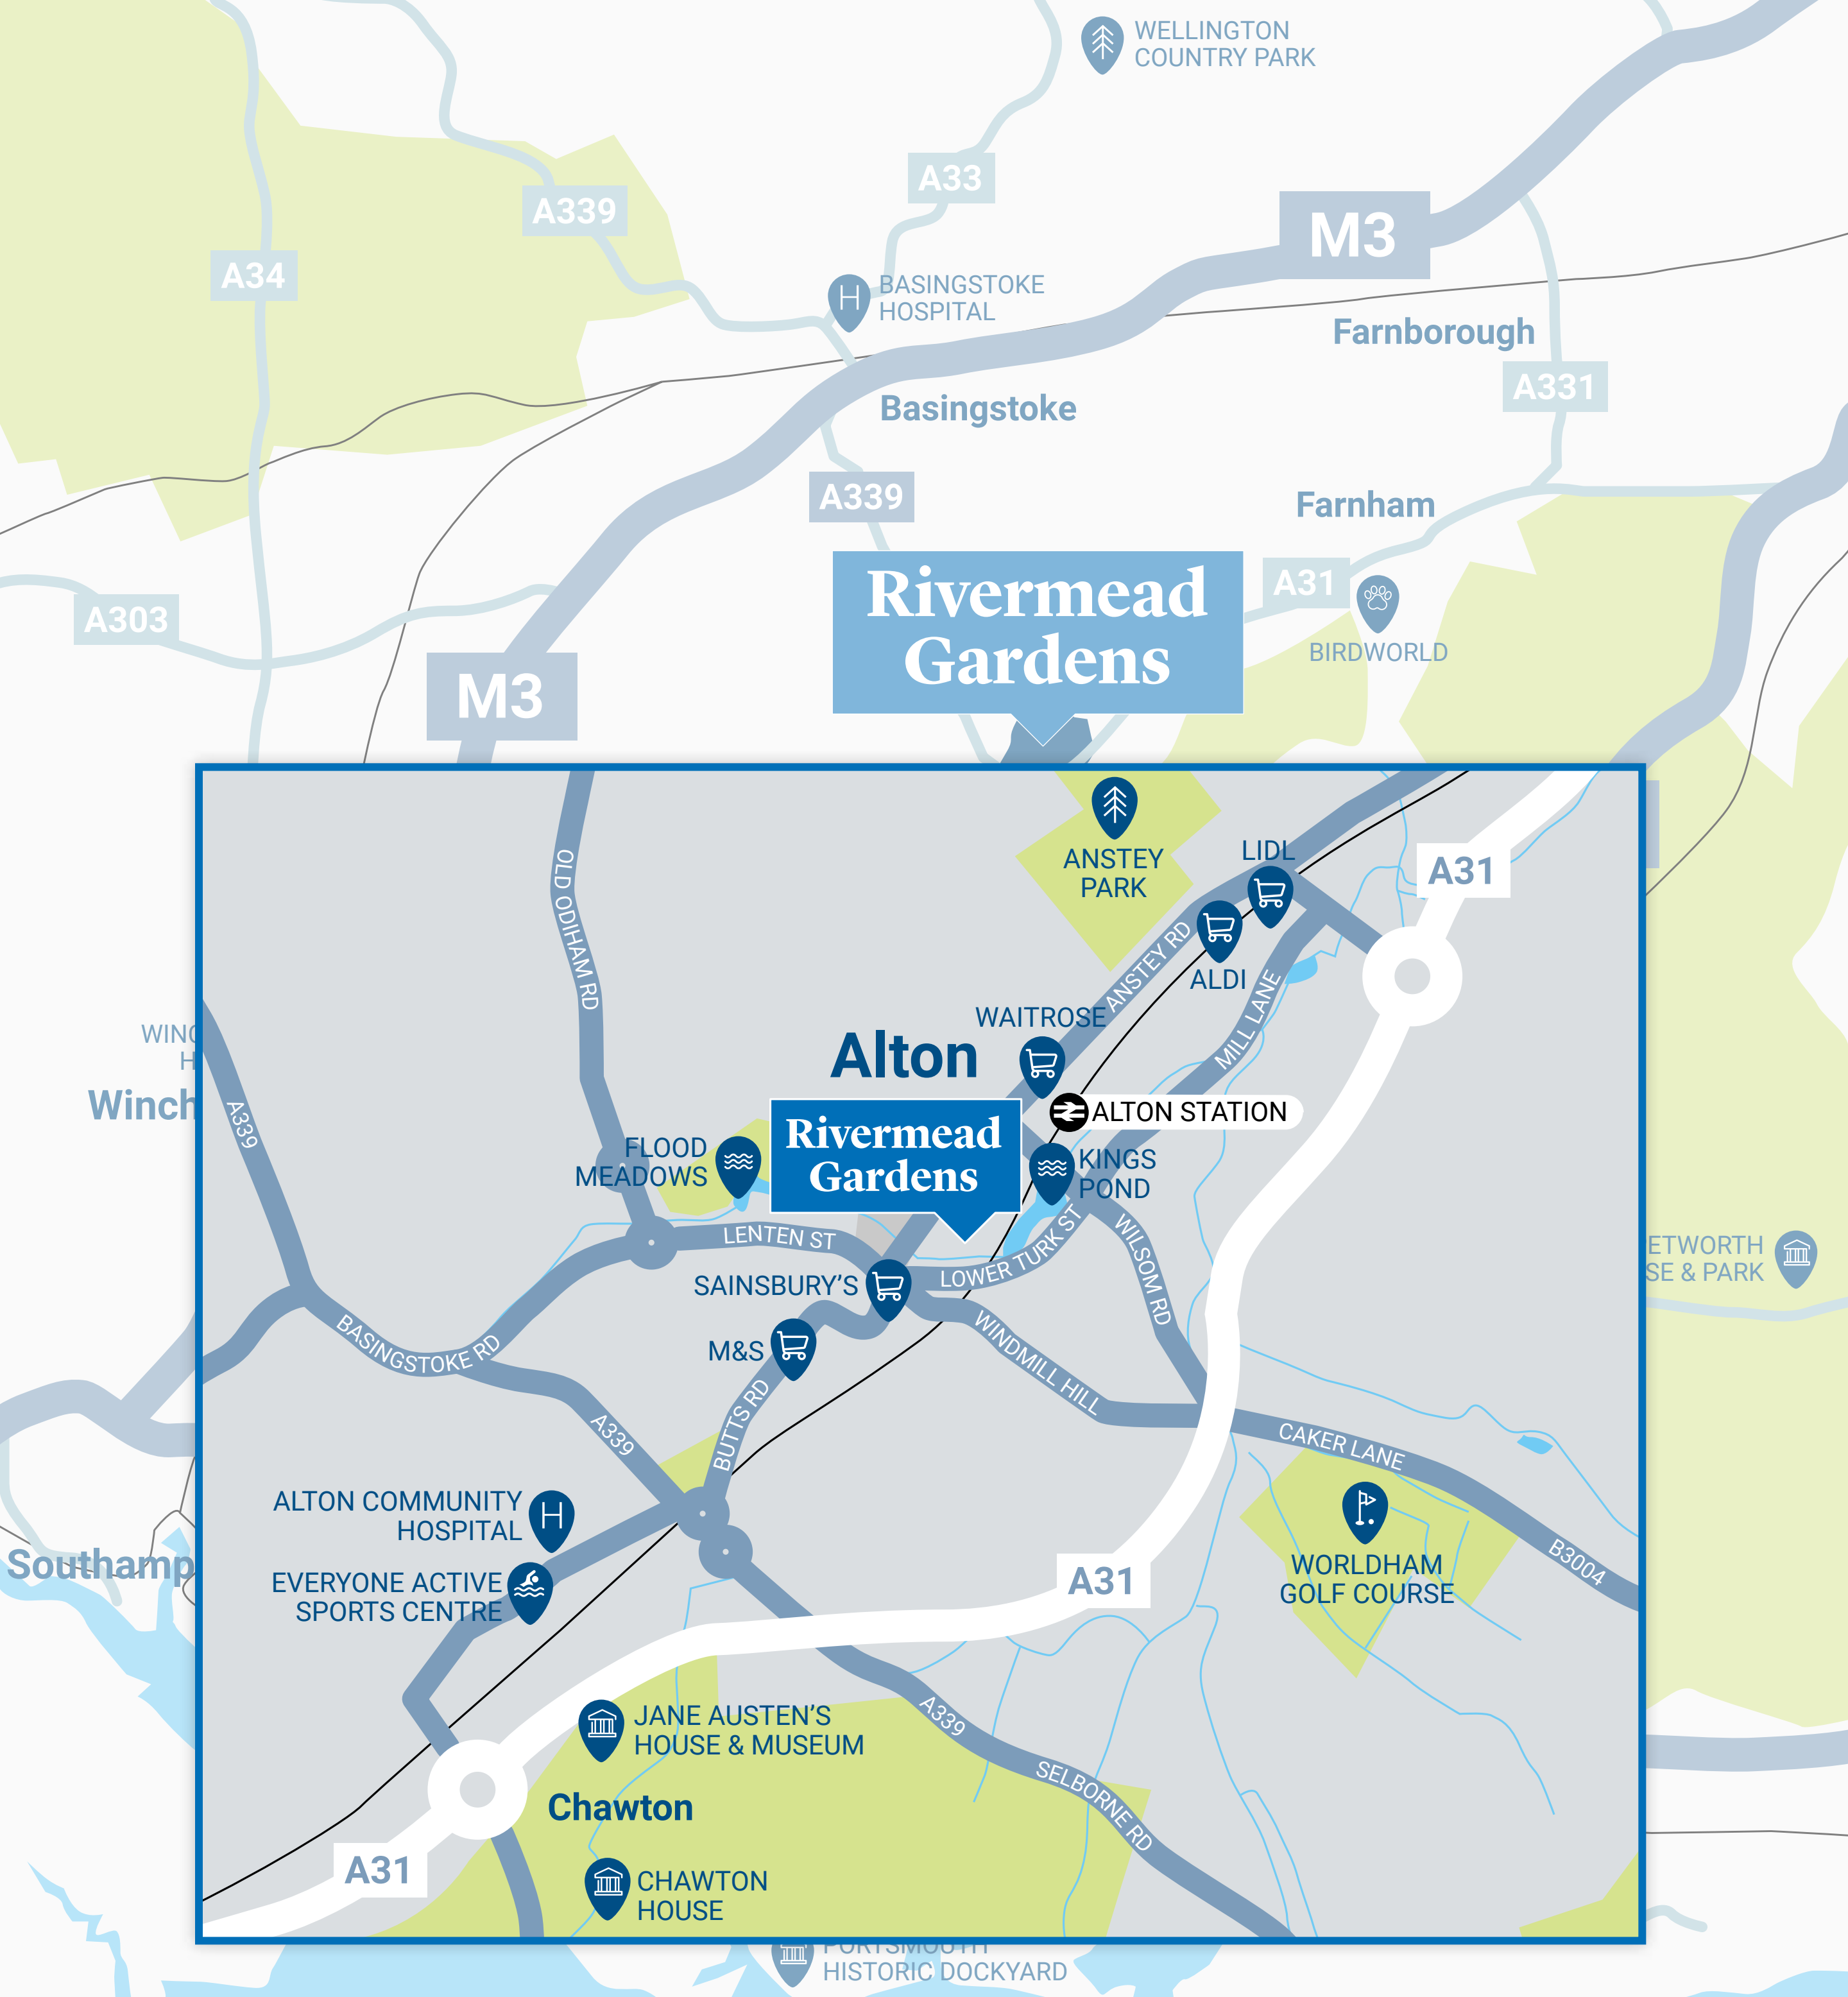 WELLINGTON
COUNTRY PARK
A33
A339
M3
A34
BASINGSTOKE
HOSPITAL
Farnborough
A331
Basingstoke
A339
Farnham
Rivermead
Gardens
A31
A303
BIRDWORLD
M3
ANSTEY
PARK
LIDL
A31
OLD ODIHAM RD
ANSTEY RD
ALDI
MILL LANE
WAITROSE
Alton
WINC
H
Winch
A339
ALTON STATION
Rivermead
Gardens
FLOOD
MEADOWS
KINGS
POND
LENTEN ST
LOWER TURK ST
WILSOM RD
ETWORTH
SE & PARK
SAINSBURY'S
M&S
BASINGSTOKE RD
WINDMILL HILL
BUTTS RD
A339
CAKER LANE
ALTON COMMUNITY
HOSPITAL
Southamp
EVERYONE ACTIVE
SPORTS CENTRE
A31
WORLDHAM
GOLF COURSE
B3004
JANE AUSTEN'S
HOUSE & MUSEUM
A339
SELBORNE RD
Chawton
A31
CHAWTON
HOUSE
PORTSMOUTH
HISTORIC DOCKYARD